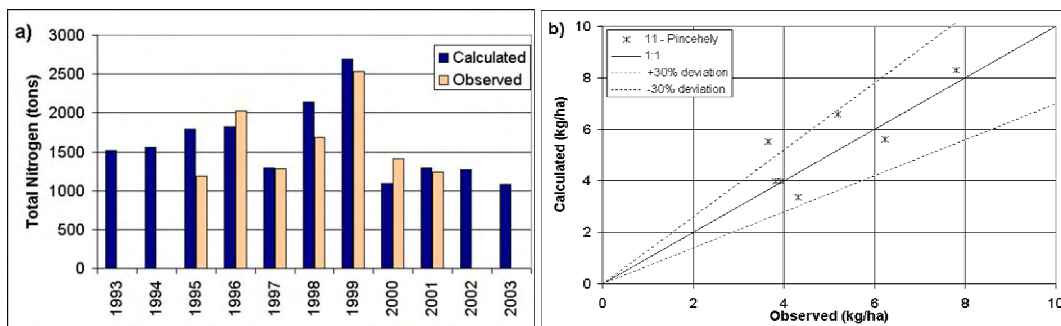 a)
Total Nitrogen (tons)
3000
2500
2000
1500
1000
500
0
Calculated
Observed
1993
1994
1995
1996
1997
1998
1999
2000
2001
2002
2003
b)
Calculated (kg/ha)
10
8
6
4
2
0
11 - Pincehely
1:1
+30% deviation
-30% deviation
0 2 4 6 8 10
Observed (kg/ha)